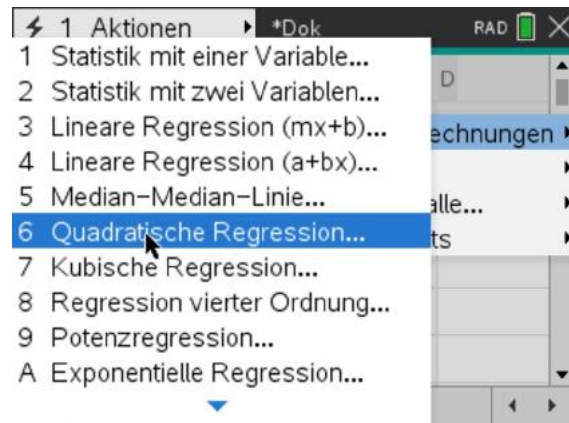 1 Aktionen *Dok RAD
1 Statistik mit einer Variable...
2 Statistik mit zwei Variablen...
D
3 Lineare Regression (mx+b)...
echnungen
4 Lineare Regression (a+bx)...
5 Median-Median-Linie...
alle...
6 Quadratische Regression...
ts
7 Kubische Regression...
8 Regression vierter Ordnung...
9 Potenzregression...
A Exponentielle Regression...